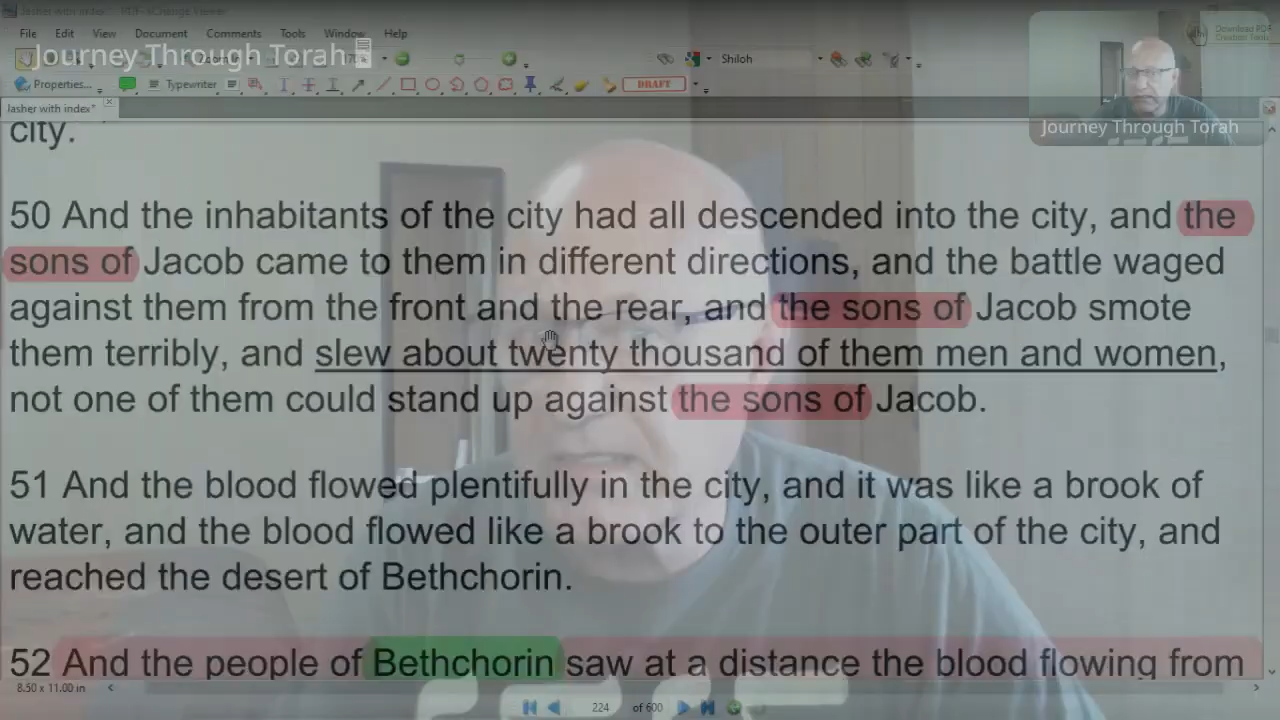 Jasher with index - PDF-XChange Viewer
File Edit View Document Comments Tools Window Help
Journey Through Torah
Shiloh
Properties...
Typewriter
DRAFT
Jasher with index*
Journey Through Torah
city.
50 And the inhabitants of the city had all descended into the city, and the
sons of Jacob came to them in different directions, and the battle waged
against them from the front and the rear, and the sons of Jacob smote
them terribly, and slew about twenty thousand of them men and women,
not one of them could stand up against the sons of Jacob.
51 And the blood flowed plentifully in the city, and it was like a brook of
water, and the blood flowed like a brook to the outer part of the city, and
reached the desert of Bethchorin.
52 And the people of Bethchorin saw at a distance the blood flowing from
8.50 x 11.00 in
224 of 600